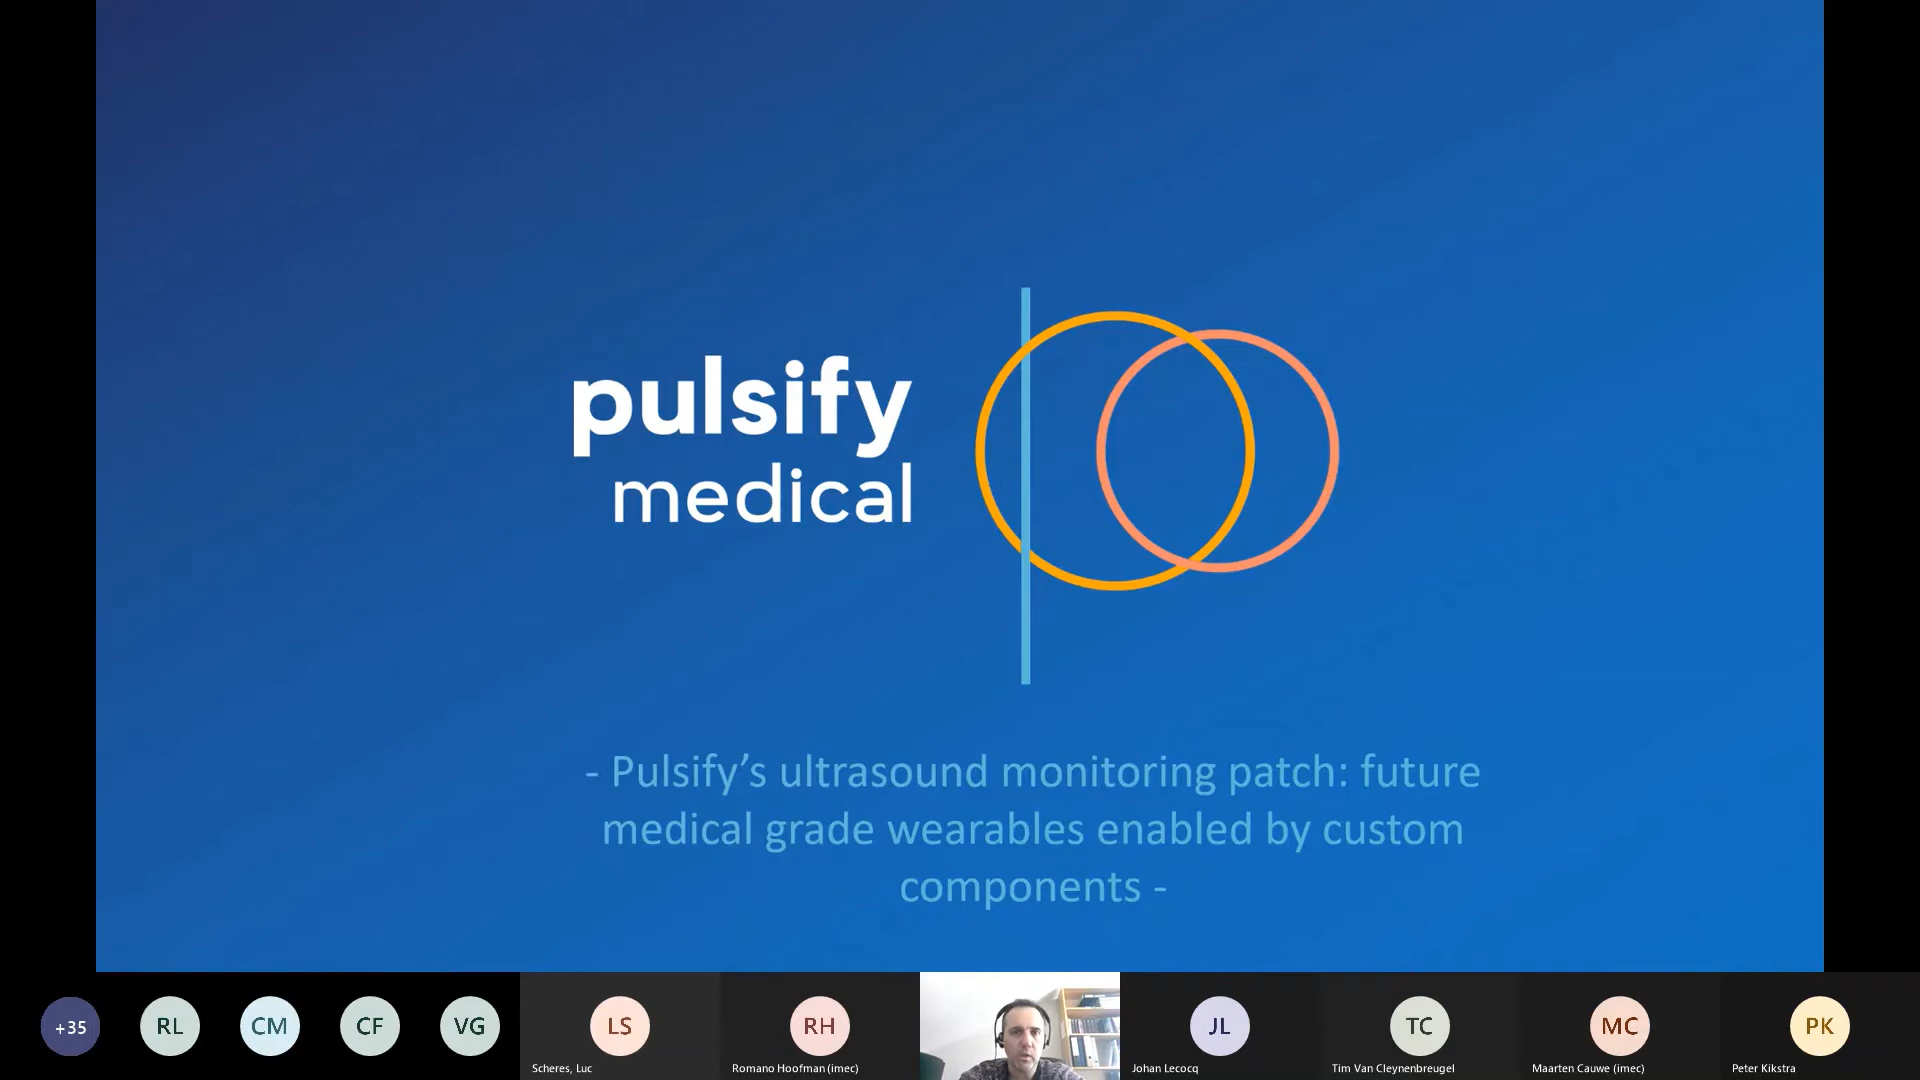 pulsify
medical
- Pulsify’s ultrasound monitoring patch: future
medical grade wearables enabled by custom
components -
+35
RL
CM
CF
VG
LS
Scheres, Luc
RH
Romano Hoofman (imec)
JL
Johan Lecocq
TC
Tim Van Cleynenbreugel
MC
Maarten Cauwe (imec)
PK
Peter Kikstra